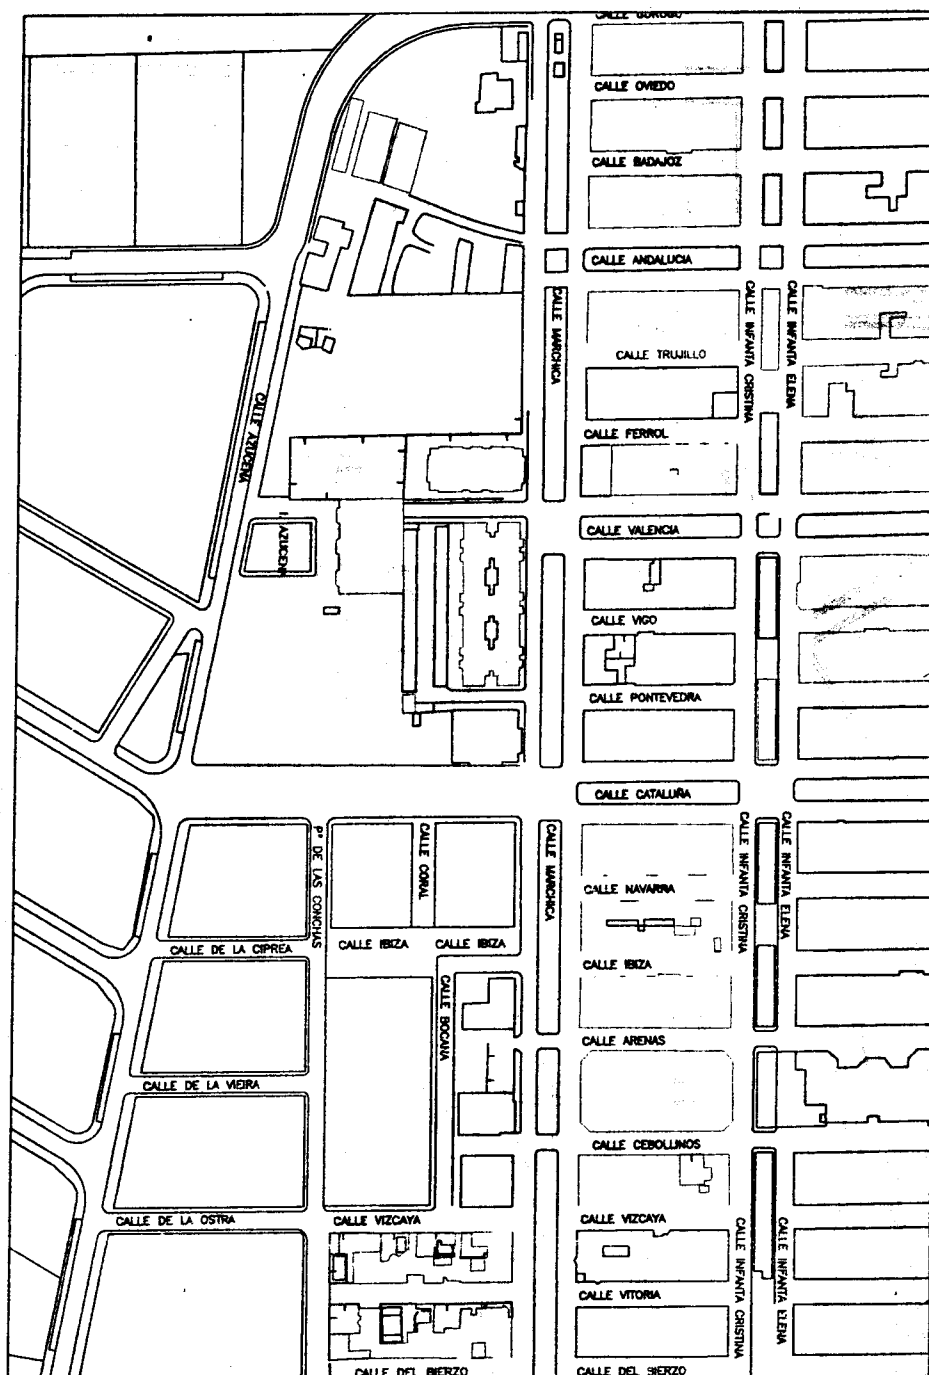 CALLE
CALLE OVIEDO
CALLE BADAJOZ
CALLE ANDALUCIA
CALLE MARCHICA
CALLE INFANTA CRISTINA
CALLE INFANTA ELENA
CALLE TRUJILLO
CALLE AZUCENA
CALLE FERROL
AZUCENA
CALLE VALENCIA
CALLE VIGO
CALLE PONTEVEDRA
CALLE CATALUÑA
Pº DE LAS CONCHAS
CALLE CORAL
CALLE MARCHICA
CALLE INFANTA CRISTINA
CALLE INFANTA ELENA
CALLE NAVARRA
CALLE DE LA CIPREA
CALLE IBIZA
CALLE IBIZA
CALLE IBIZA
CALLE BOCANA
CALLE ARENAS
CALLE DE LA VIEIRA
CALLE CEBOLLINOS
CALLE DE LA OSTRA
CALLE VIZCAYA
CALLE VIZCAYA
CALLE INFANTA CRISTINA
CALLE INFANTA ELENA
CALLE VITORIA
CALLE DEL BIERZO
CALLE DEL BIERZO